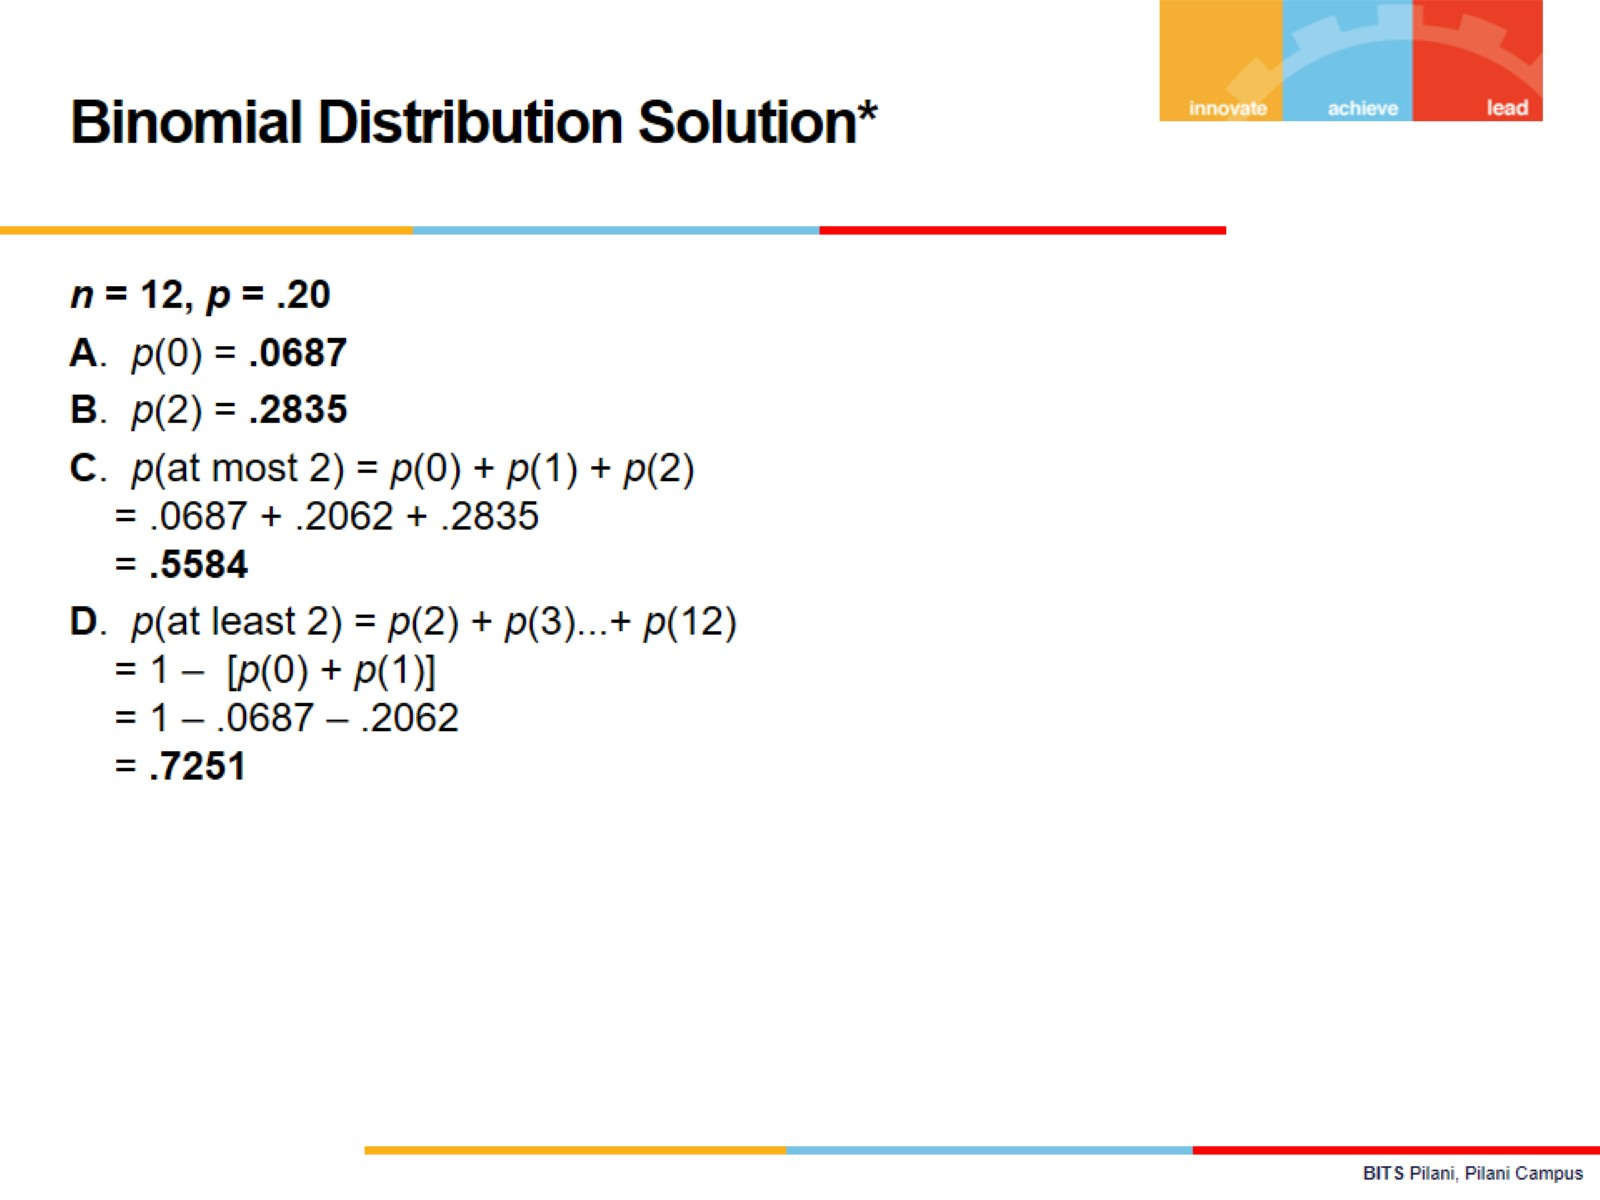 innovate achieve lead
Binomial Distribution Solution*
n = 12, p = .20
A. p(0) = .0687
B. p(2) = .2835
C. p(at most 2) = p(0) + p(1) + p(2)
= .0687 + .2062 + .2835
= .5584
D. p(at least 2) = p(2) + p(3)...+ p(12)
= 1 – [p(0) + p(1)]
= 1 – .0687 – .2062
= .7251
BITS Pilani, Pilani Campus